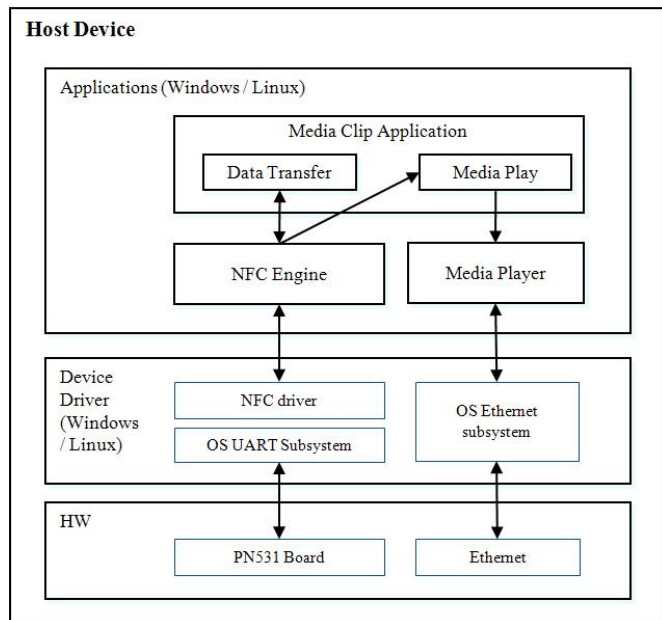 Host Device
Applications (Windows / Linux)
Media Clip Application
Data Transfer
Media Play
NFC Engine
Media Player
Device
Driver
(Windows
/ Linux)
NFC driver
OS UART Subsystem
OS Ethernet
subsystem
HW
PN531 Board
Ethernet